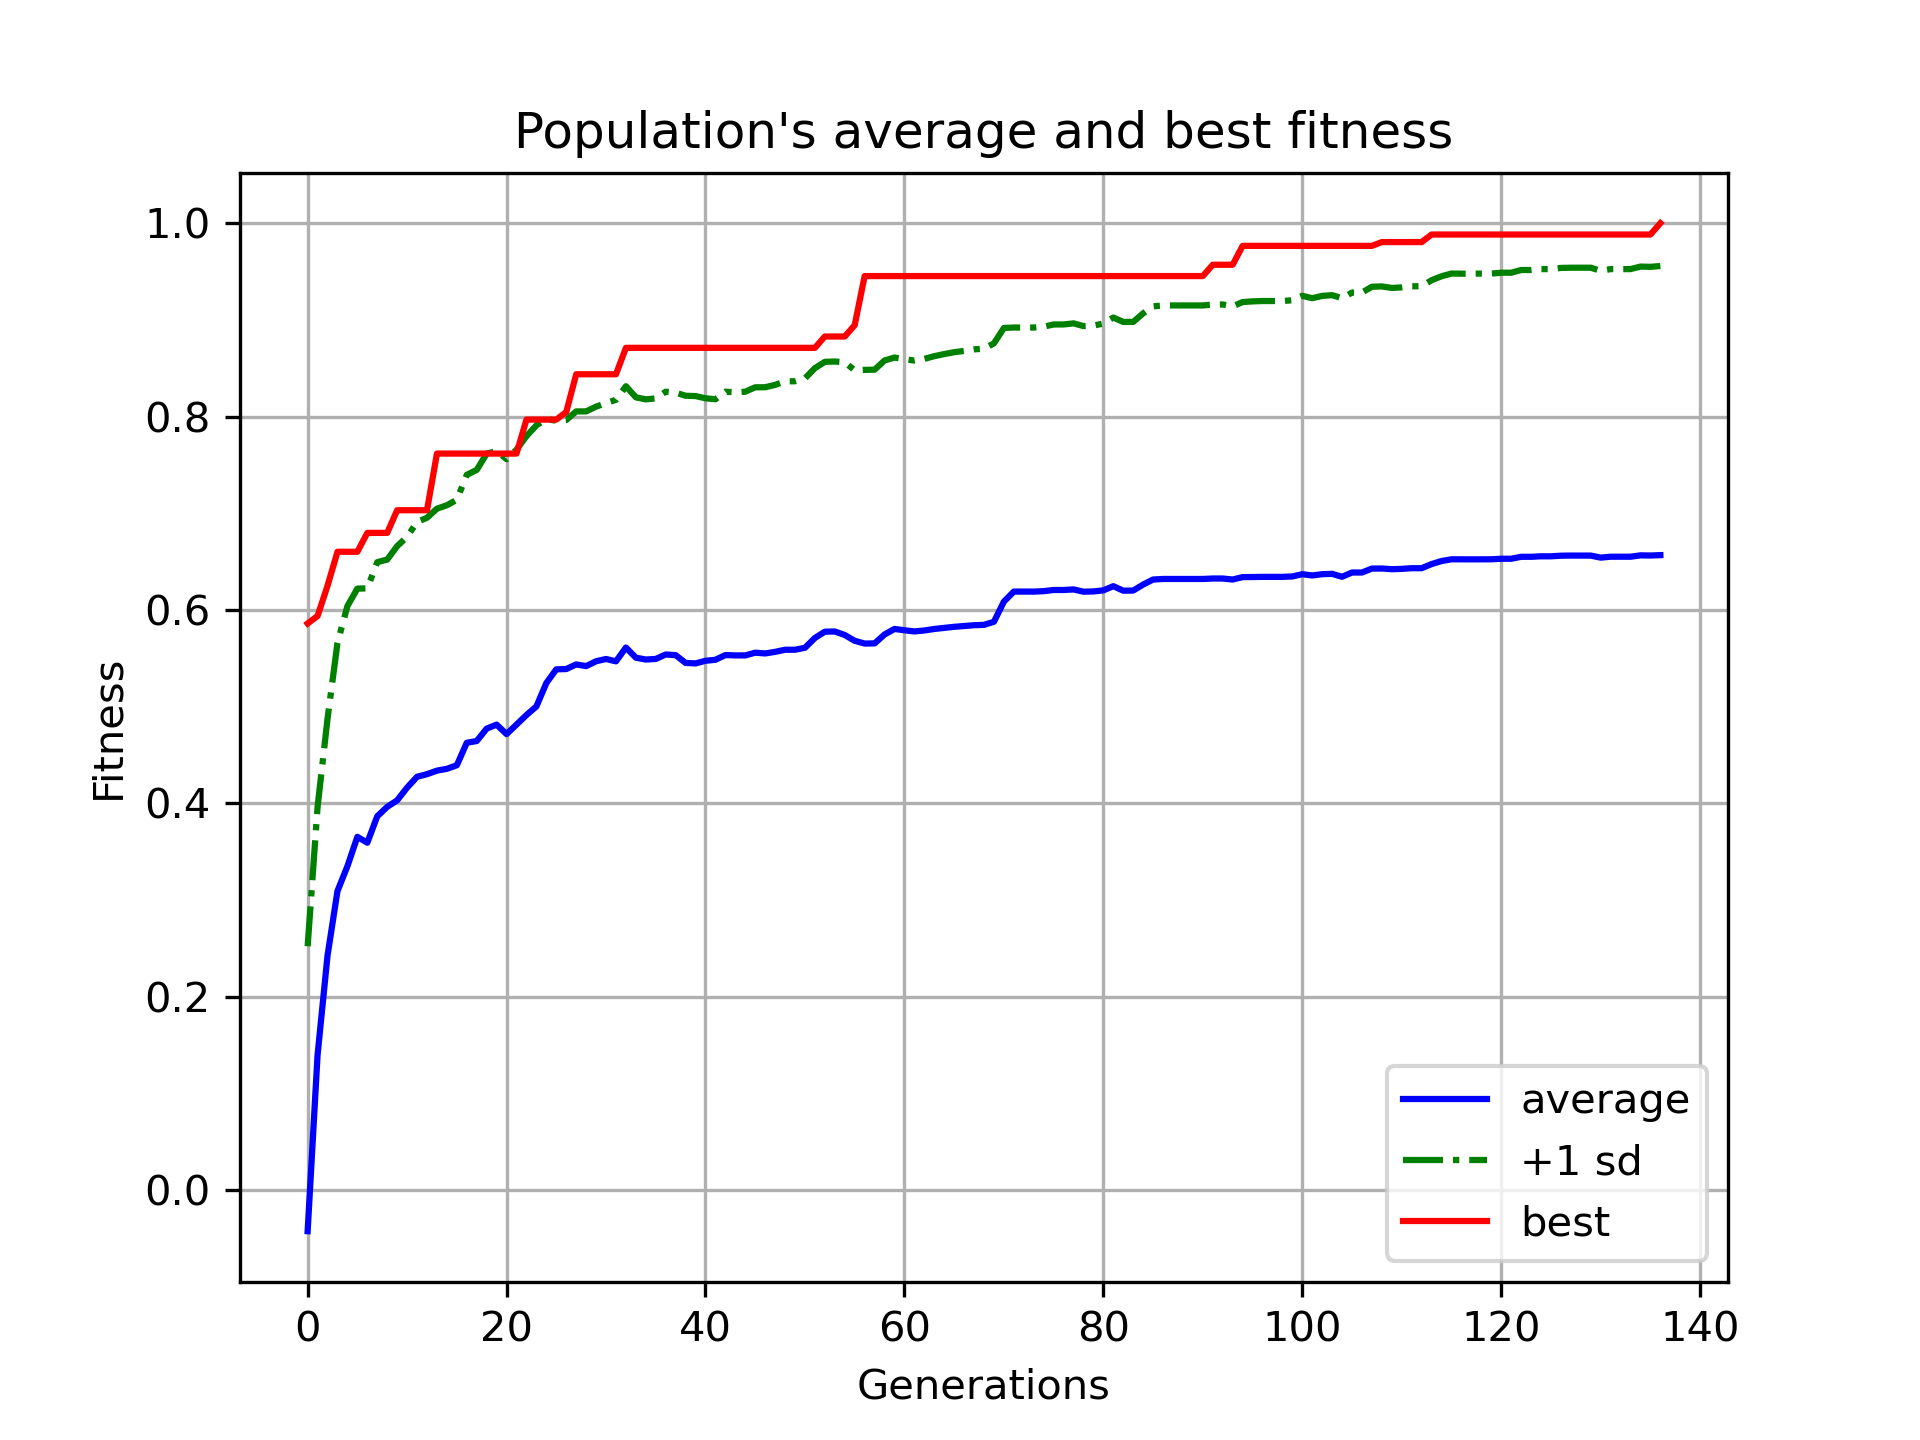 Population's average and best fitness
1.0
0.8
0.6
0.4
0.2
0.0
Fitness
average
+1 sd
best
0 20 40 60 80 100 120 140
Generations